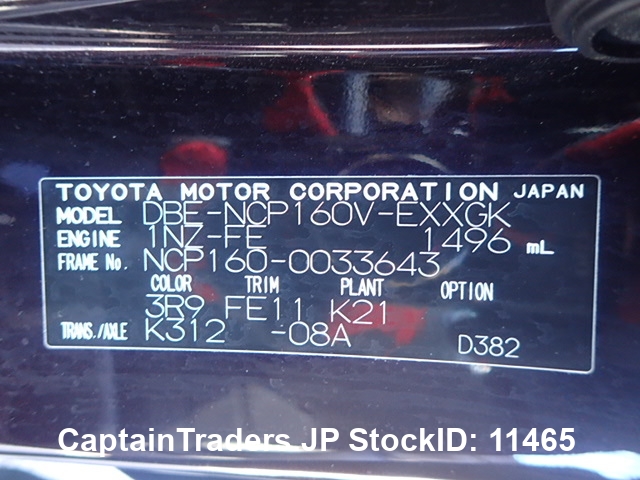 TOYOTA MOTOR CORPORATION JAPAN
MODEL DBE-NCP160V-EXXGK
ENGINE 1NZ-FE 1496 mL
FRAME No. NCP160-0033643
COLOR TRIM PLANT OPTION
3R9 FE11 K21
TRANS./AXLE K312 -08A
D382
CaptainTraders JP StockID: 11465